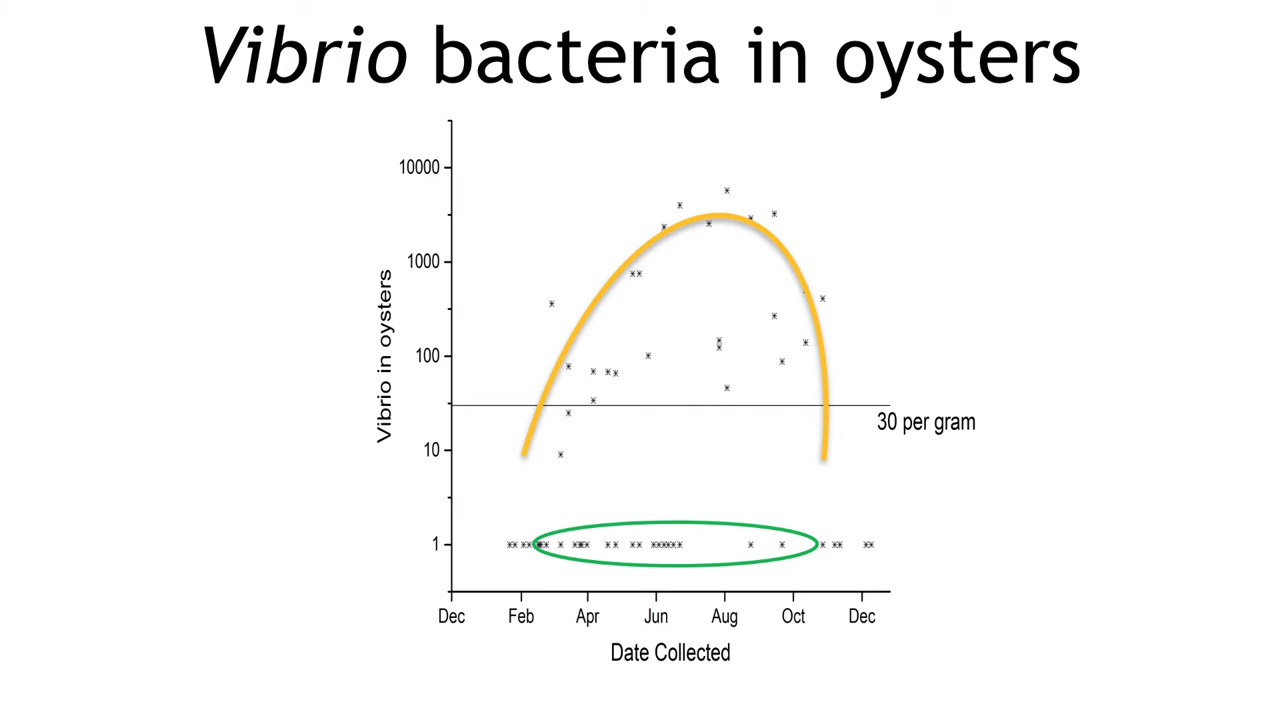 Vibrio bacteria in oysters
10000
1000
100
10
1
Vibrio in oysters
30 per gram
Dec Feb Apr Jun Aug Oct Dec
Date Collected